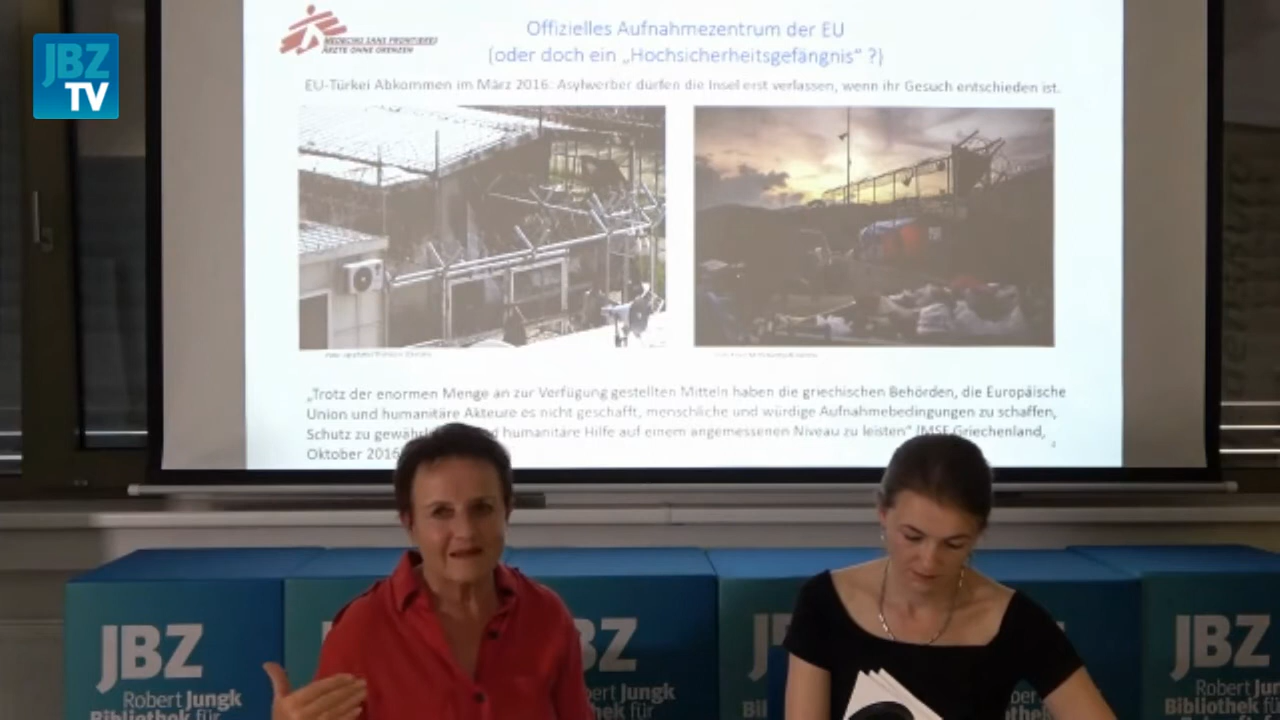 JBZ
TV
MEDECINS SANS FRONTIERES
ÄRZTE OHNE GRENZEN
Offizielles Aufnahmezentrum der EU
(oder doch ein „Hochsicherheitsgefängnis“ ?)
EU-Türkei Abkommen im März 2016: Asylwerber dürfen die Insel erst verlassen, wenn ihr Gesuch entschieden ist.
„Trotz der enormen Menge an zur Verfügung gestellten Mitteln haben die griechischen Behörden, die Europäische
Union und humanitäre Akteure es nicht geschafft, menschliche und würdige Aufnahmebedingungen zu schaffen,
Schutz zu humanitäre Hilfe auf einem angemessenen Niveau zu leisten“ (MSF Griechenland,
Oktober 2016
JBZ
Robert Jungk
Bibliothek für
JBZ
ert Jungk
Bibliothek für
JBZ
Robert Jun